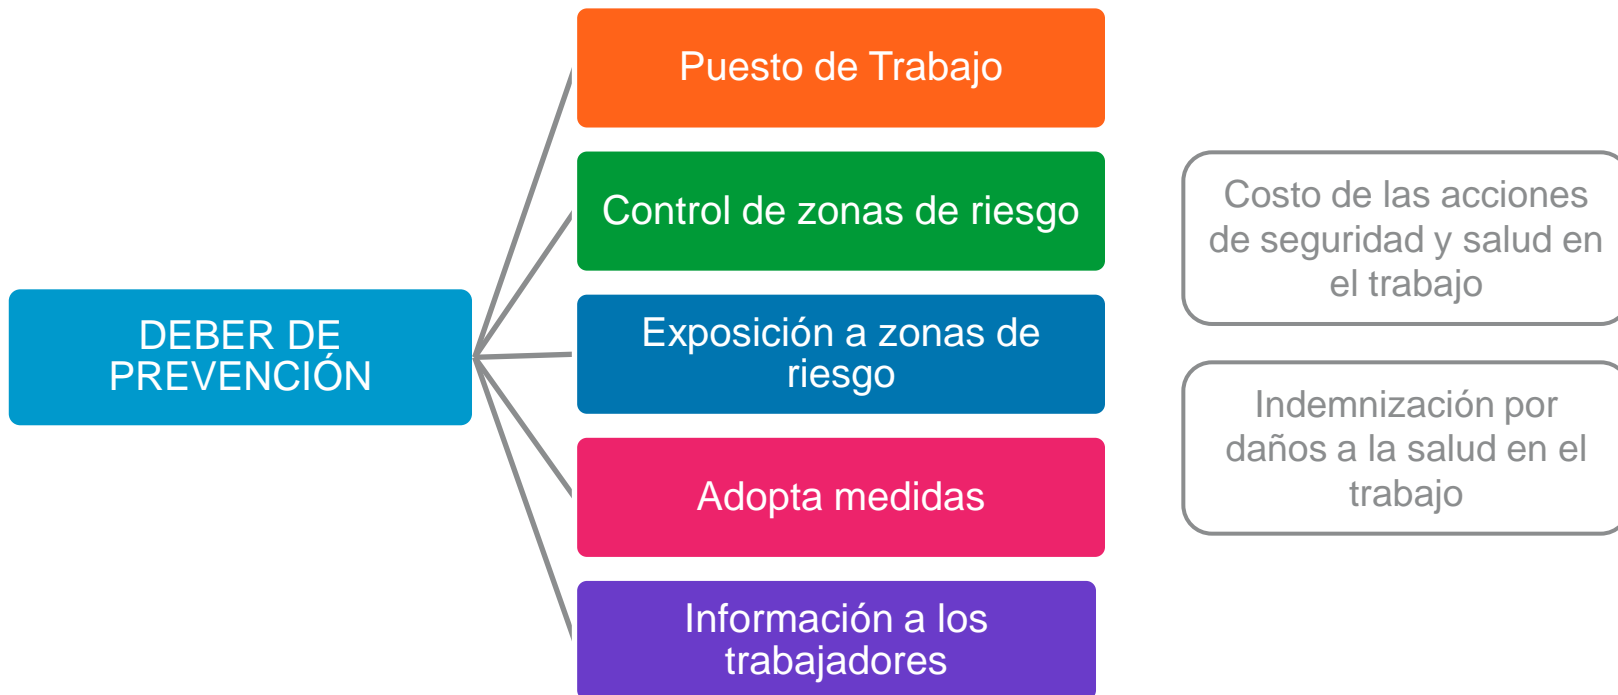 DEBER DE
PREVENCIÓN
Puesto de Trabajo
Control de zonas de riesgo
Exposición a zonas de
riesgo
Adopta medidas
Información a los
trabajadores
Costo de las acciones
de seguridad y salud en
el trabajo
Indemnización por
daños a la salud en el
trabajo